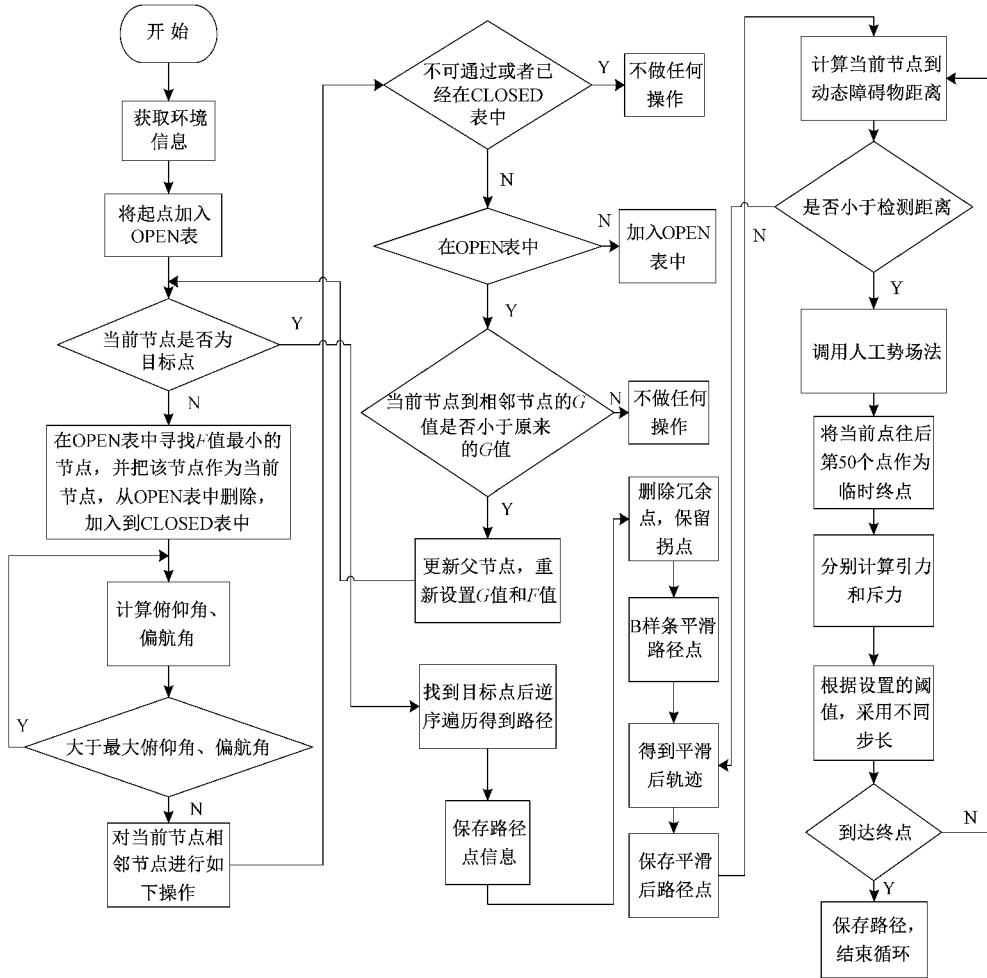 开 始
获取环境
信息
将起点加入
OPEN表
当前节点是否为
目标点
Y
N
在OPEN表中寻找F值最小的
节点，并把该节点作为当前
节点，从OPEN表中删除，
加入到CLOSED表中
计算俯仰角、
偏航角
Y
大于最大俯仰角、偏航角
N
对当前节点相
邻节点进行如
下操作
不可通过或者已
经在CLOSED
表中
Y
不做任何
操作
N
在OPEN表中
N
加入OPEN
表中
Y
当前节点到相邻节点的G
值是否小于原来
的G值
N
不做任何
操作
Y
更新父节点，重
新设置G值和F值
找到目标点后逆
序遍历得到路径
保存路径
点信息
删除冗余
点，保留
拐点
B样条平滑
路径点
得到平滑
后轨迹
保存平滑
后路径点
计算当前节点到
动态障碍物距离
是否小于检测距离
N
Y
调用人工势场法
将当前点往后
第50个点作为
临时终点
分别计算引力
和斥力
根据设置的阈
值，采用不同
步长
到达终点
N
Y
保存路径，
结束循环